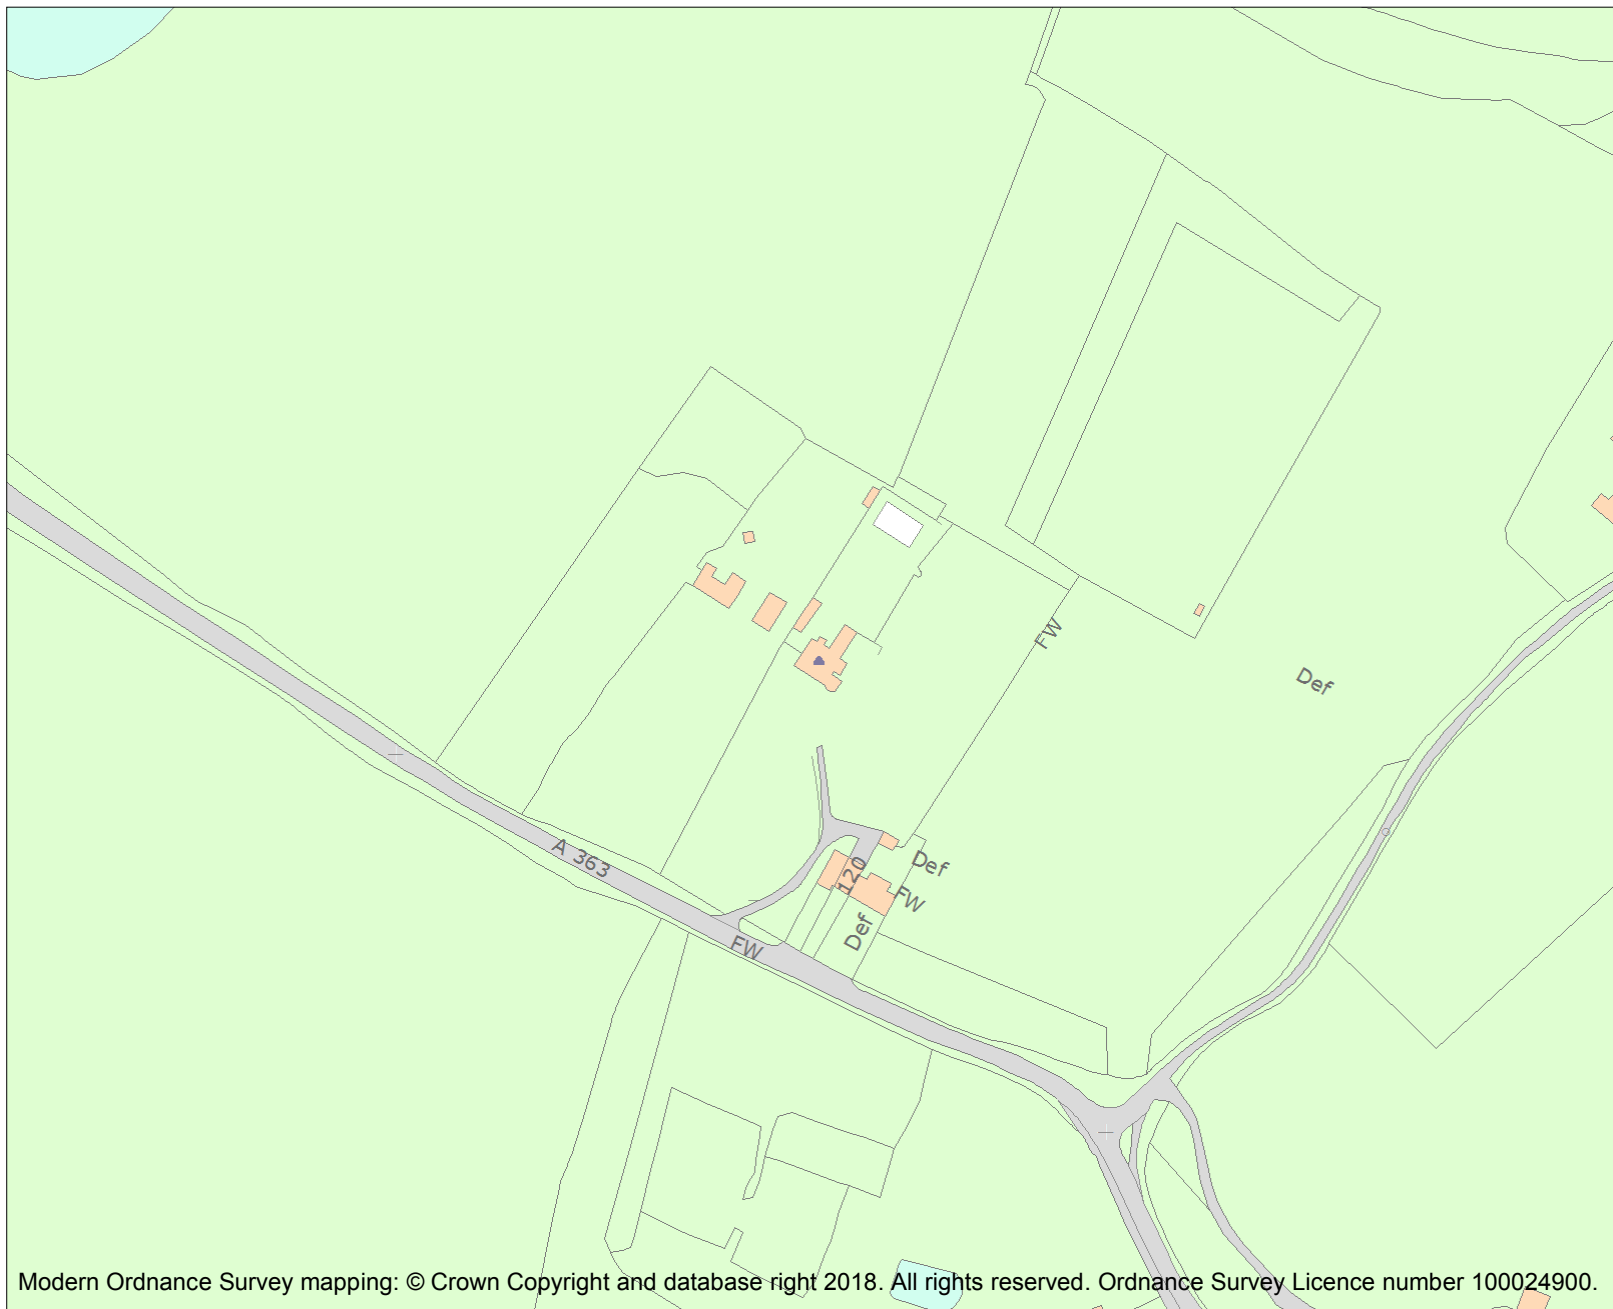 FW
Def
A 363
120
Def
FW
Def
FW
Modern Ordnance Survey mapping: © Crown Copyright and database right 2018. All rights reserved. Ordnance Survey Licence number 100024900.